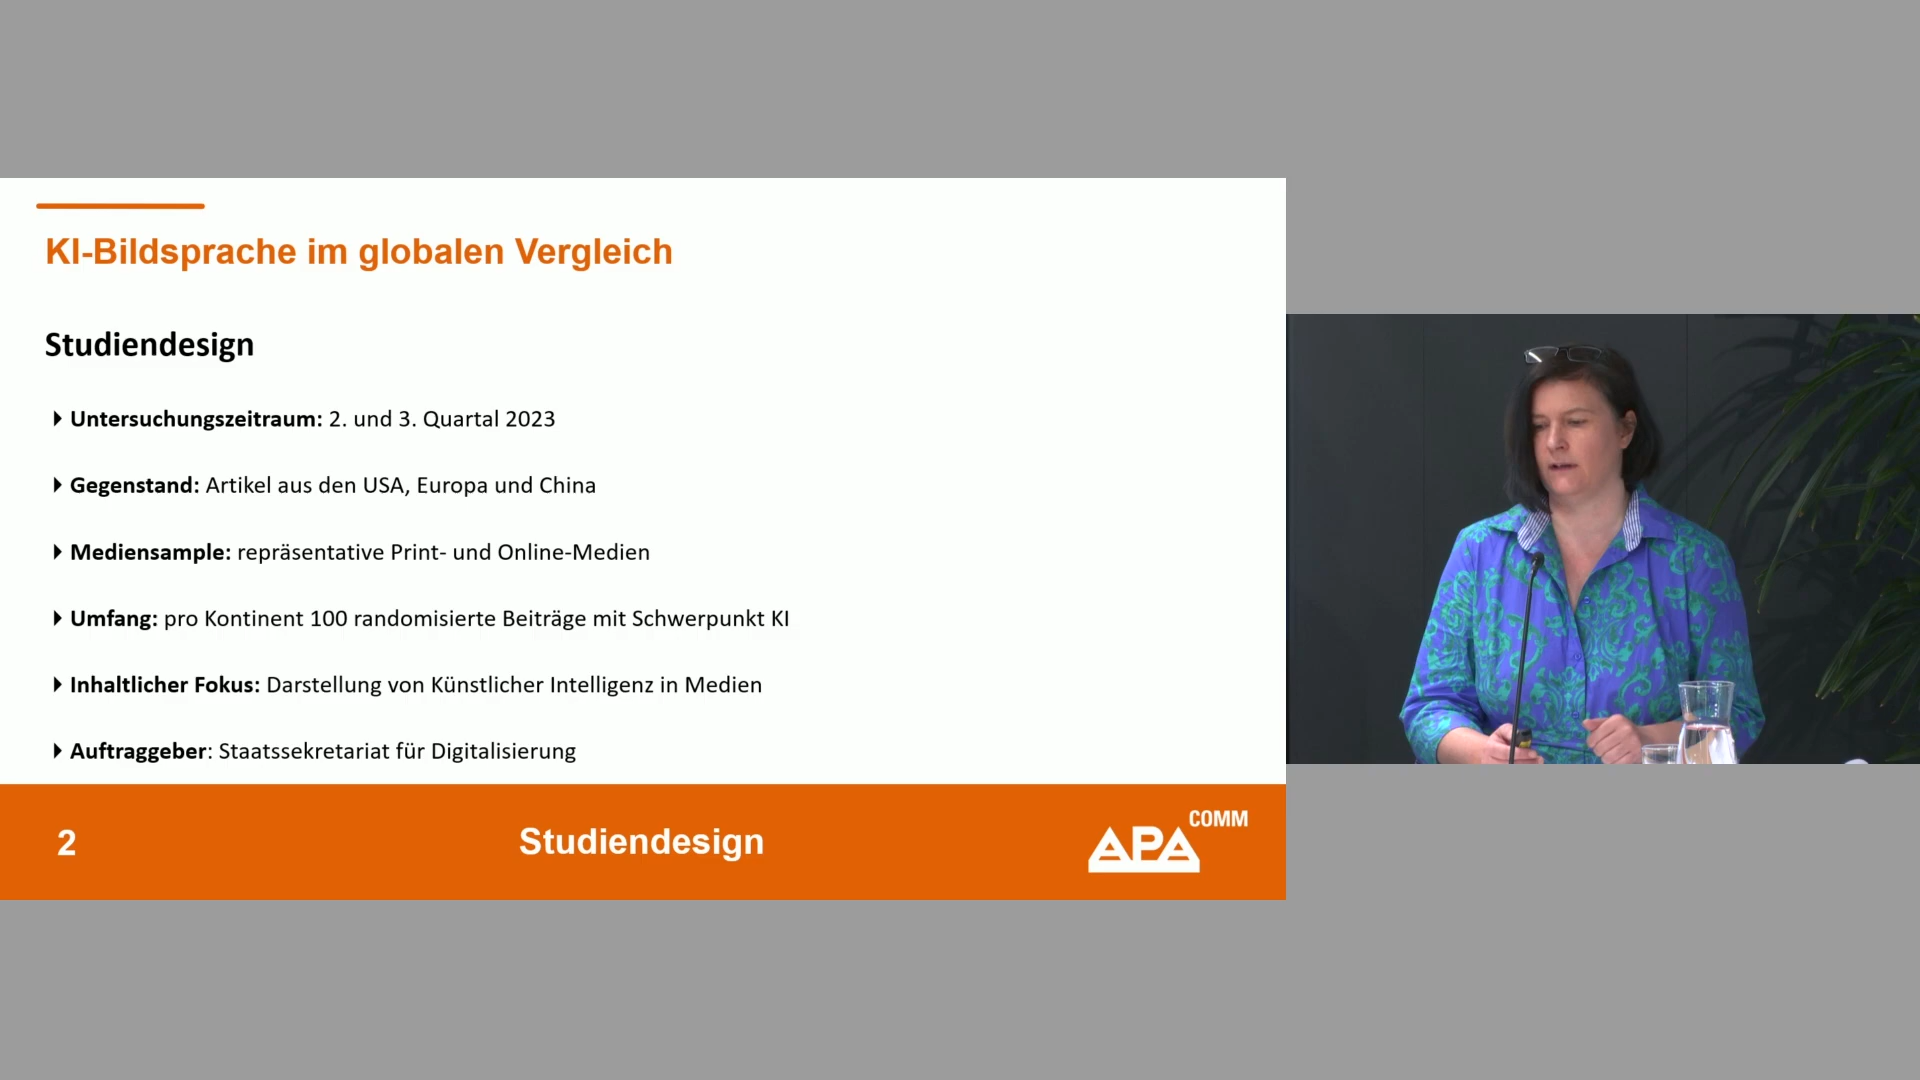 KI-Bildsprache im globalen Vergleich
Studiendesign
Untersuchungszeitraum: 2. und 3. Quartal 2023
Gegenstand: Artikel aus den USA, Europa und China
Mediensample: repräsentative Print- und Online-Medien
Umfang: pro Kontinent 100 randomisierte Beiträge mit Schwerpunkt KI
Inhaltlicher Fokus: Darstellung von Künstlicher Intelligenz in Medien
Auftraggeber: Staatssekretariat für Digitalisierung
2
Studiendesign
APA COMM